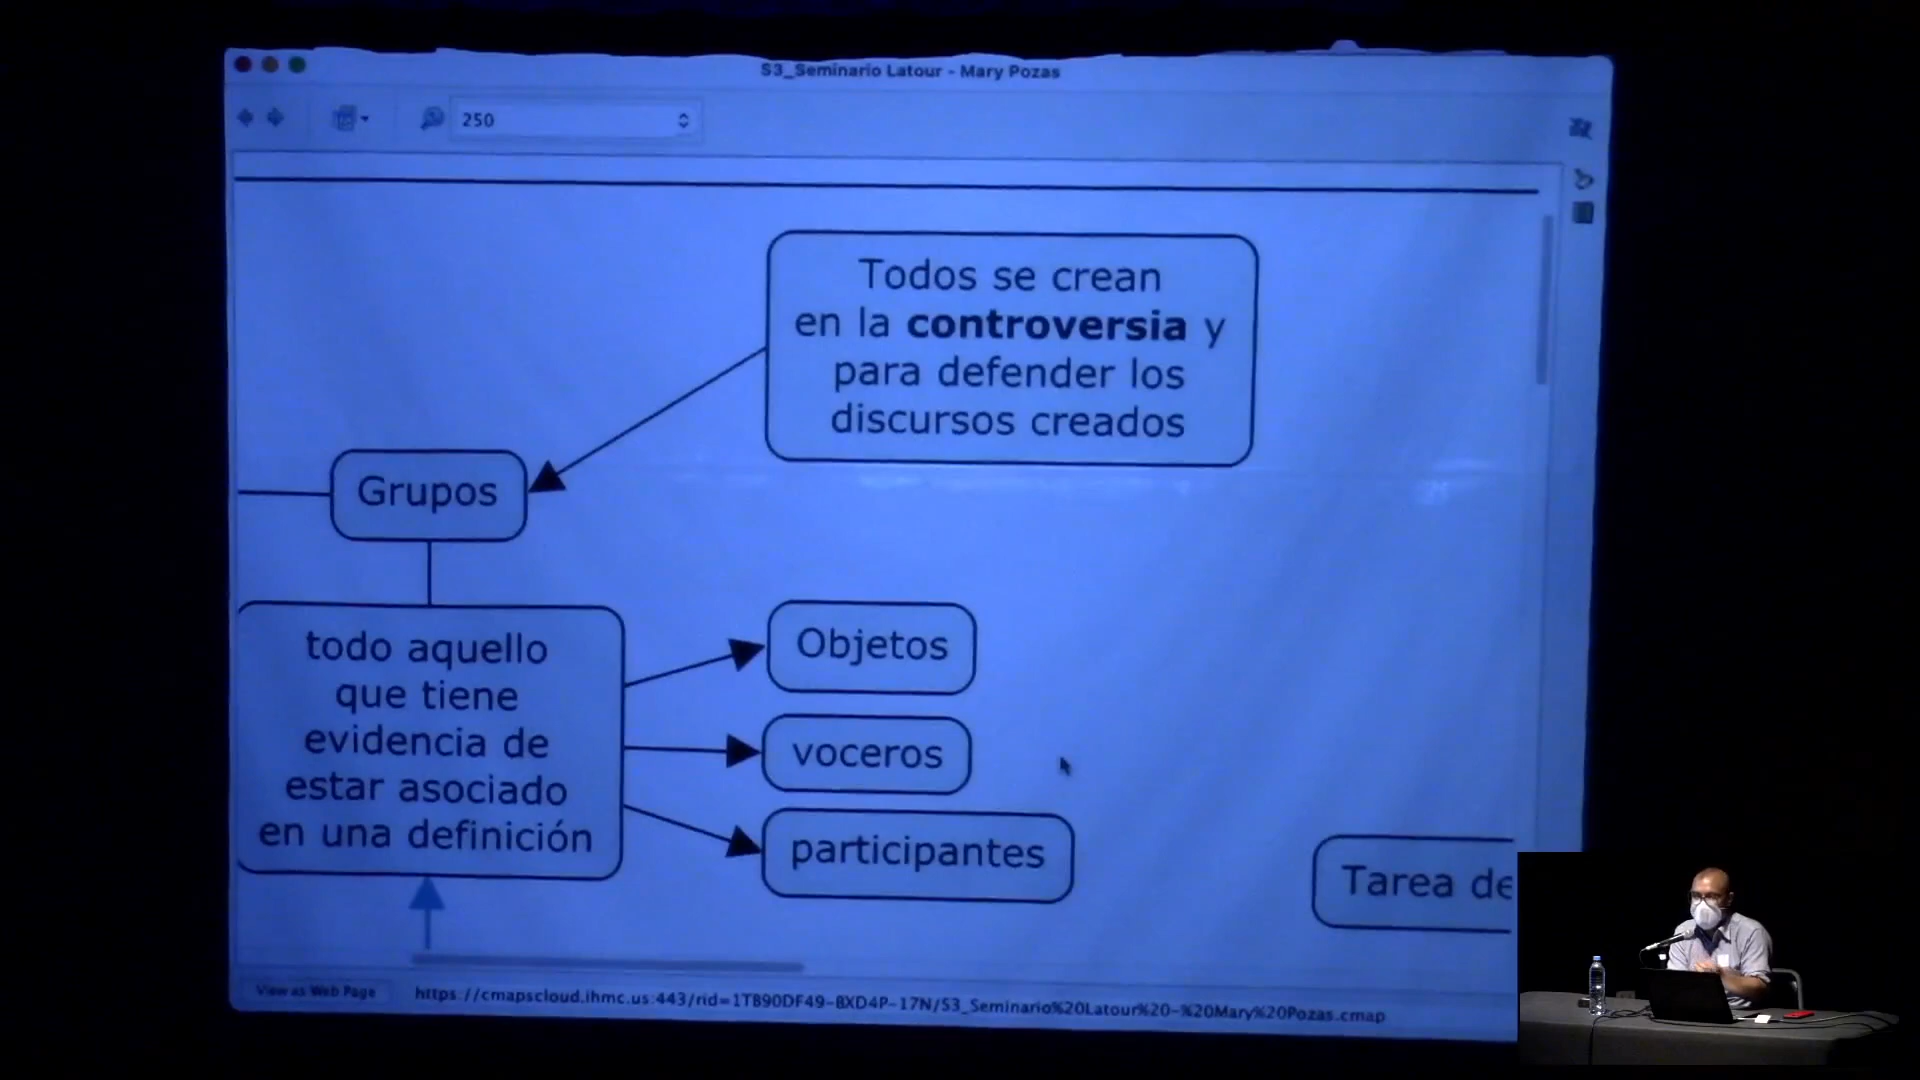 S3_Seminario Latour - Mary Pozas
250
Todos se crean
en la controversia y
para defender los
discursos creados
Grupos
todo aquello
que tiene
evidencia de
estar asociado
en una definición
Objetos
voceros
participantes
Tarea de
View as Web Page
https://cmapscloud.ihmc.us:443/rid=1TB90DF49-BXD4P-17N/S3_Seminario%20Latour%20-%20Mary%20Pozas.cmap